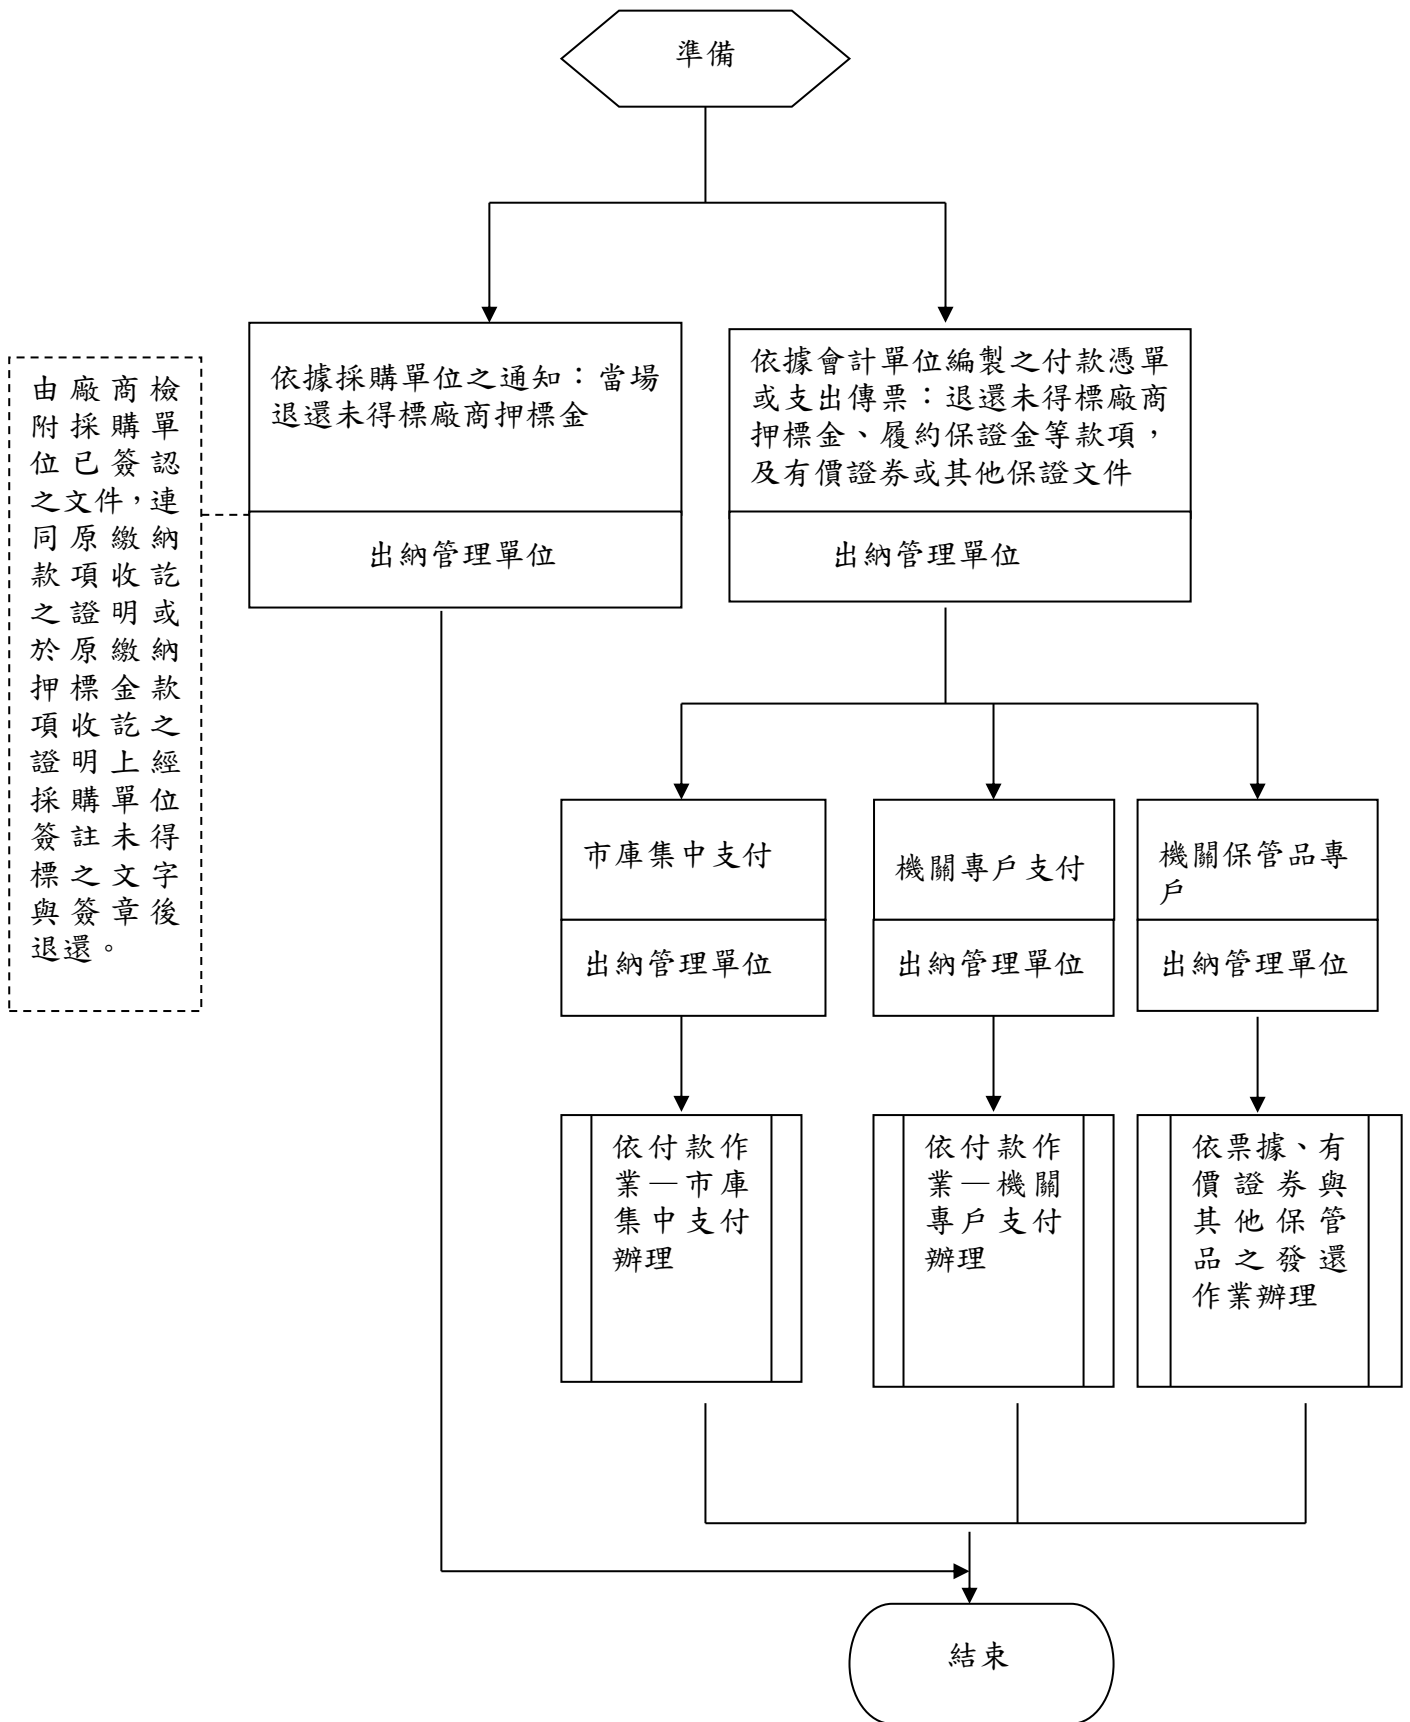 準備
由廠商檢
附採購單
位已簽認
之文件，連
同原繳納
款項收訖
之證明或
於原繳納
押標金款
項收訖之
證明上經
採購單位
簽註未得
標之文字
與簽章後
退還。
依據採購單位之通知：當場
退還未得標廠商押標金
出納管理單位
依據會計單位編製之付款憑單
或支出傳票：退還未得標廠商
押標金、履約保證金等款項，
及有價證券或其他保證文件
出納管理單位
市庫集中支付
出納管理單位
機關專戶支付
出納管理單位
機關保管品專
戶
出納管理單位
依付款作
業—市庫
集中支付
辦理
依付款作
業—機關
專戶支付
辦理
依票據、有
價證券與
其他保管
品之發還
作業辦理
結束